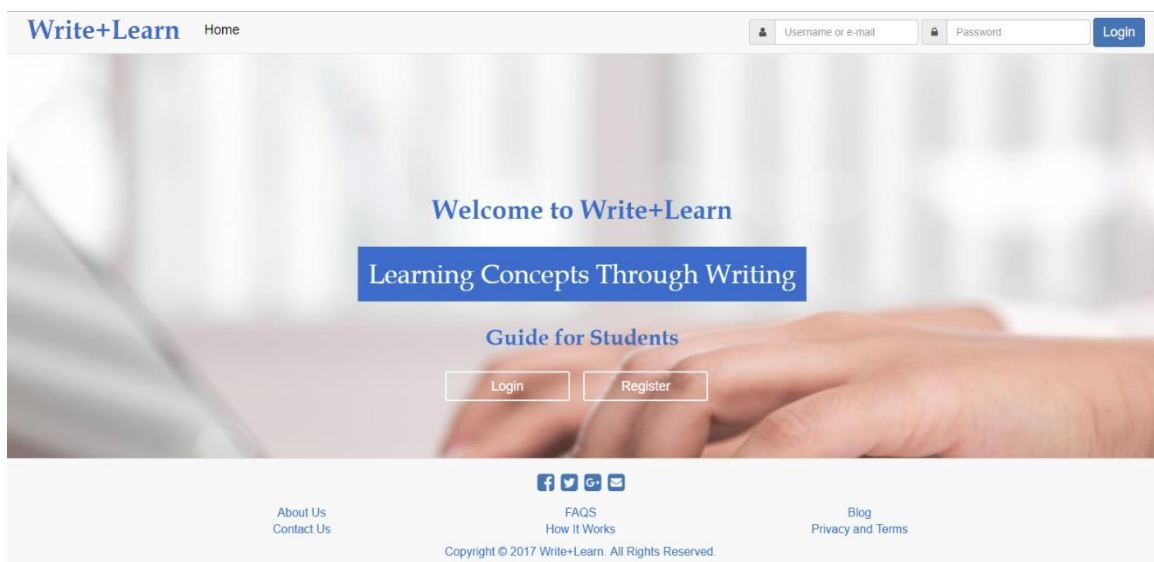 Write+Learn Home Username or e-mail Password Login
Welcome to Write+Learn
Learning Concepts Through Writing
Guide for Students
Login Register
About Us FAQS Blog
Contact Us How It Works Privacy and Terms
Copyright © 2017 Write+Learn. All Rights Reserved.